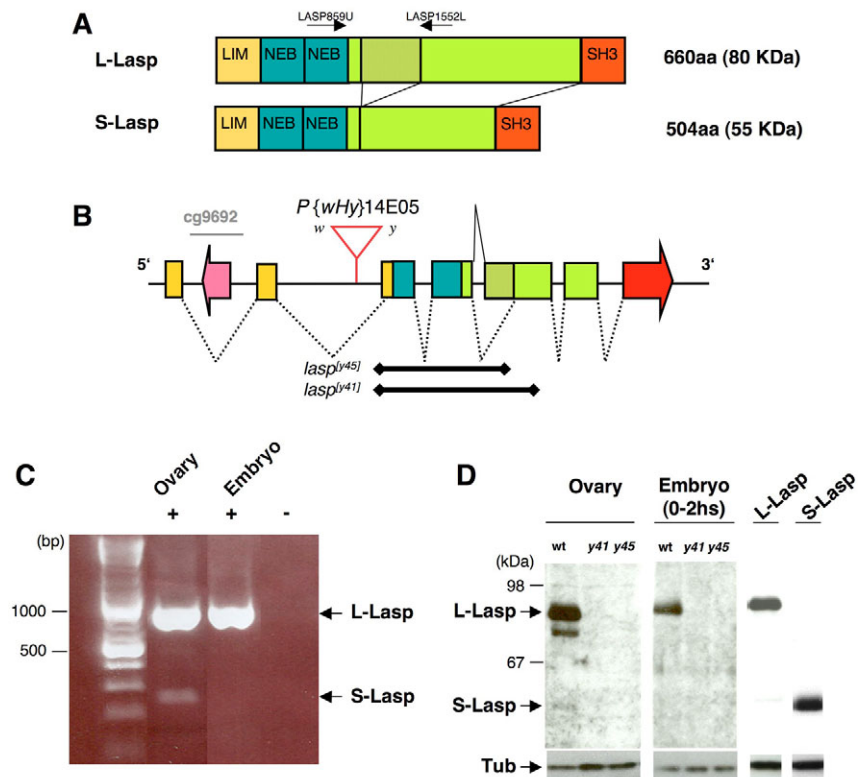 A
LASP859U LASP1552L
L-Lasp LIM NEB NEB SH3 660aa (80 KDa)
S-Lasp LIM NEB NEB SH3 504aa (55 KDa)
B
cg9692
P{wHy}14E05
w y
5‘ 3‘
lasp[y45]
lasp[y41]
C
Ovary Embryo
+ + -
(bp)
1000
500
L-Lasp
S-Lasp
D
Ovary Embryo (0-2hs) L-Lasp S-Lasp
wt y41 y45 wt y41 y45
(kDa)
98
L-Lasp
67
S-Lasp
Tub